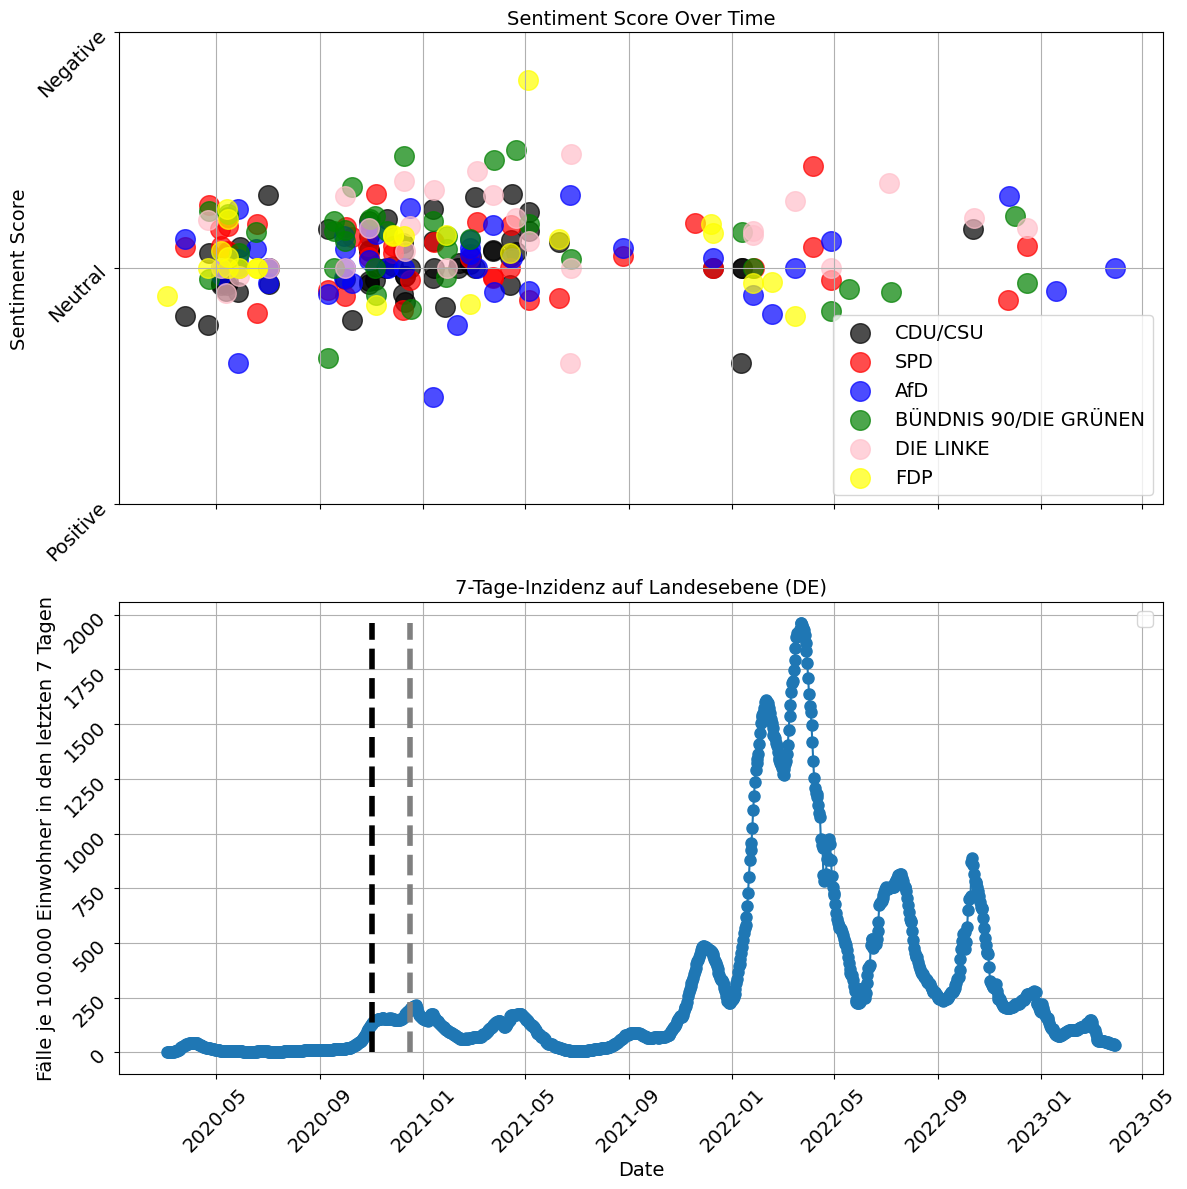 Sentiment Score Over Time
Negative
Neutral
Positive
Sentiment Score
CDU/CSU
SPD
AfD
BÜNDNIS 90/DIE GRÜNEN
DIE LINKE
FDP
7-Tage-Inzidenz auf Landesebene (DE)
2000
1750
1500
1250
1000
750
500
250
0
Fälle je 100.000 Einwohner in den letzten 7 Tagen
2020-05
2020-09
2021-01
2021-05
2021-09
2022-01
2022-05
2022-09
2023-01
2023-05
Date